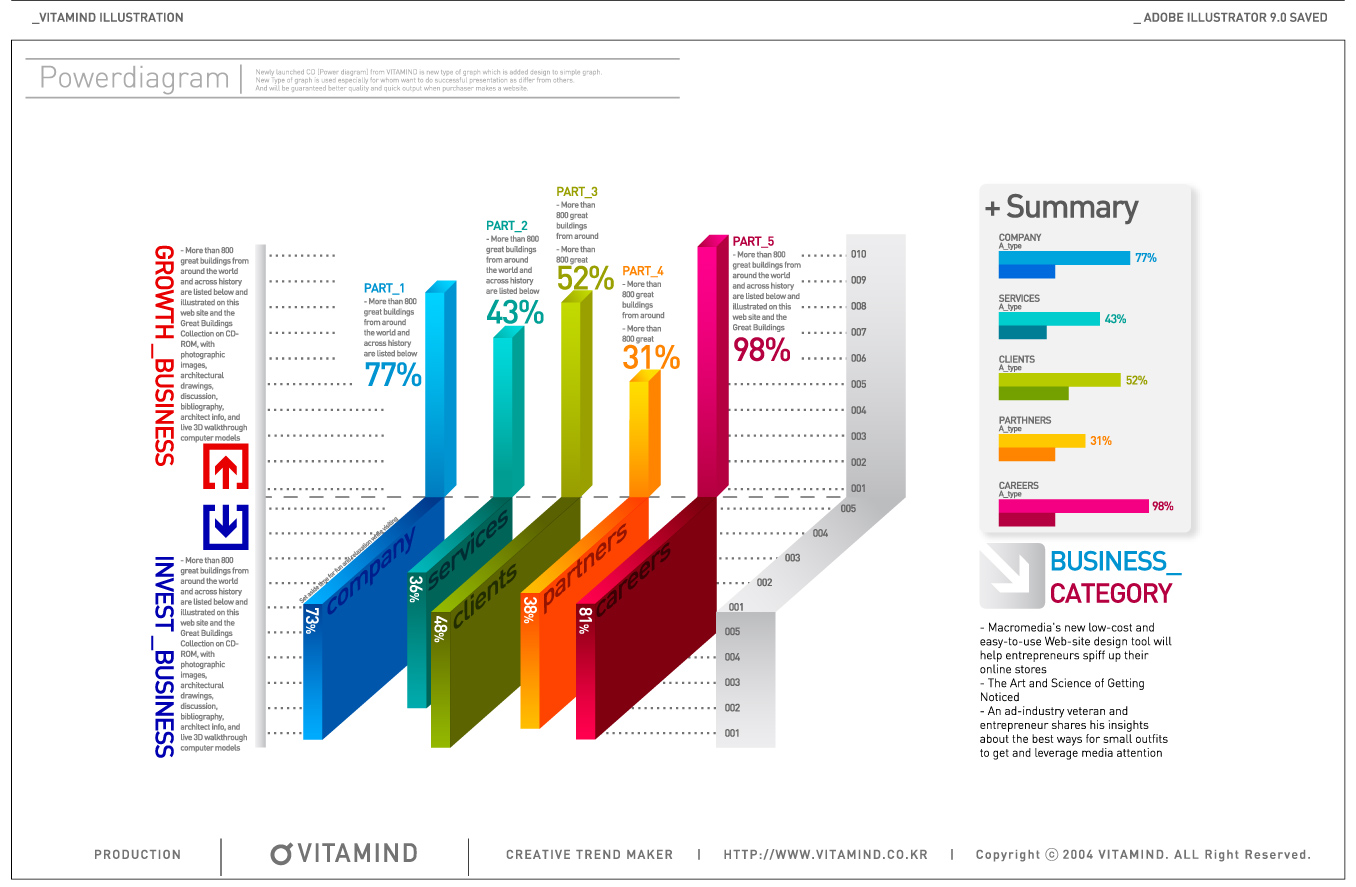 _VITAMIND ILLUSTRATION
_ ADOBE ILLUSTRATOR 9.0 SAVED
Powerdiagram
Newly launched CD (Power diagram) from VITAMIND is new type of graph which is added design to simple graph.
New Type of graph is used especially for whom want to do successful presentation as differ from others.
And will be guaranteed better quality and quick output when purchaser makes a website.
GROWTH _BUSINESS
- More than 800
great buildings from
around the world
and across history
are listed below and
illustrated on this
web site and the
Great Buildings
Collection on CD-
ROM, with
photographic
images,
architectural
drawings,
discussion,
bibliography,
architect info, and
live 3D walkthrough
computer models
INVEST _BUSINESS
- More than 800
great buildings from
around the world
and across history
are listed below and
illustrated on this
web site and the
Great Buildings
Collection on CD-
ROM, with
photographic
images,
architectural
drawings,
discussion,
bibliography,
architect info, and
live 3D walkthrough
computer models
PART_1
- More than 800
great buildings
from around
the world and
across history
are listed below
77%
PART_2
- More than 800
great buildings
from around
the world and
across history
are listed below
43%
PART_3
- More than
800 great
buildings
from around
- More than
800 great
52%
PART_4
- More than
800 great
buildings
from around
- More than
800 great
31%
PART_5
- More than 800
great buildings from
around the world
and across history
are listed below and
illustrated on this
web site and the
Great Buildings
98%
010
009
008
007
006
005
004
003
002
001
005
004
003
002
001
005
004
003
002
001
Set aside time for fun and relaxation while visiting
company
services
clients
partners
careers
73%
36%
48%
38%
81%
+ Summary
COMPANY
A_type
77%
SERVICES
A_type
43%
CLIENTS
A_type
52%
PARTHNERS
A_type
31%
CAREERS
A_type
98%
BUSINESS_
CATEGORY
- Macromedia's new low-cost and
easy-to-use Web-site design tool will
help entrepreneurs spiff up their
online stores
- The Art and Science of Getting
Noticed
- An ad-industry veteran and
entrepreneur shares his insights
about the best ways for small outfits
to get and leverage media attention
PRODUCTION
VITAMIND
CREATIVE TREND MAKER | HTTP://WWW.VITAMIND.CO.KR | Copyright ⓒ 2004 VITAMIND. ALL Right Reserved.